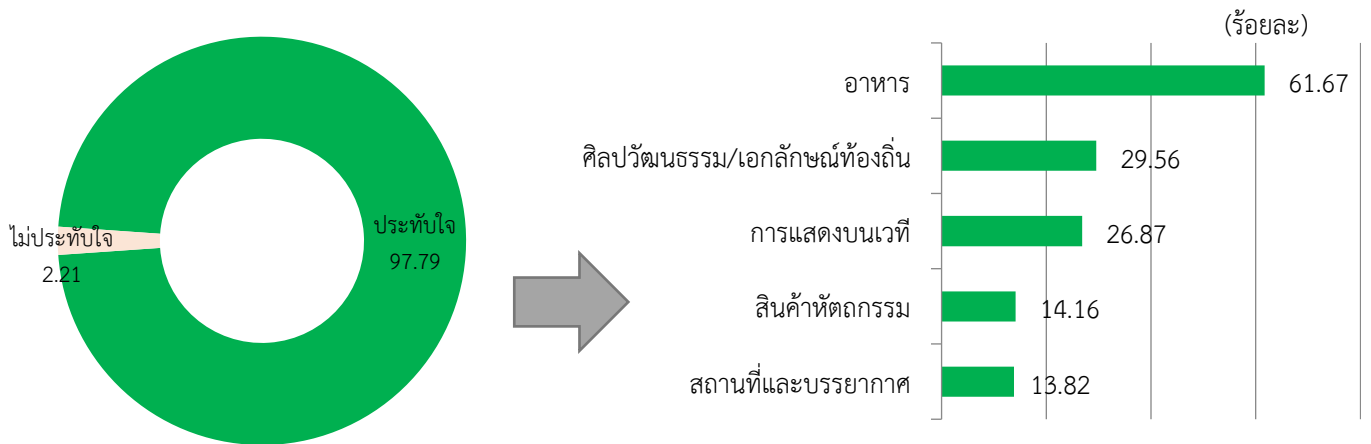 ไม่ประทับใจ
2.21
ประทับใจ
97.79
(ร้อยละ)
อาหาร
61.67
ศิลปวัฒนธรรม/เอกลักษณ์ท้องถิ่น
29.56
การแสดงบนเวที
26.87
สินค้าหัตถกรรม
14.16
สถานที่และบรรยากาศ
13.82